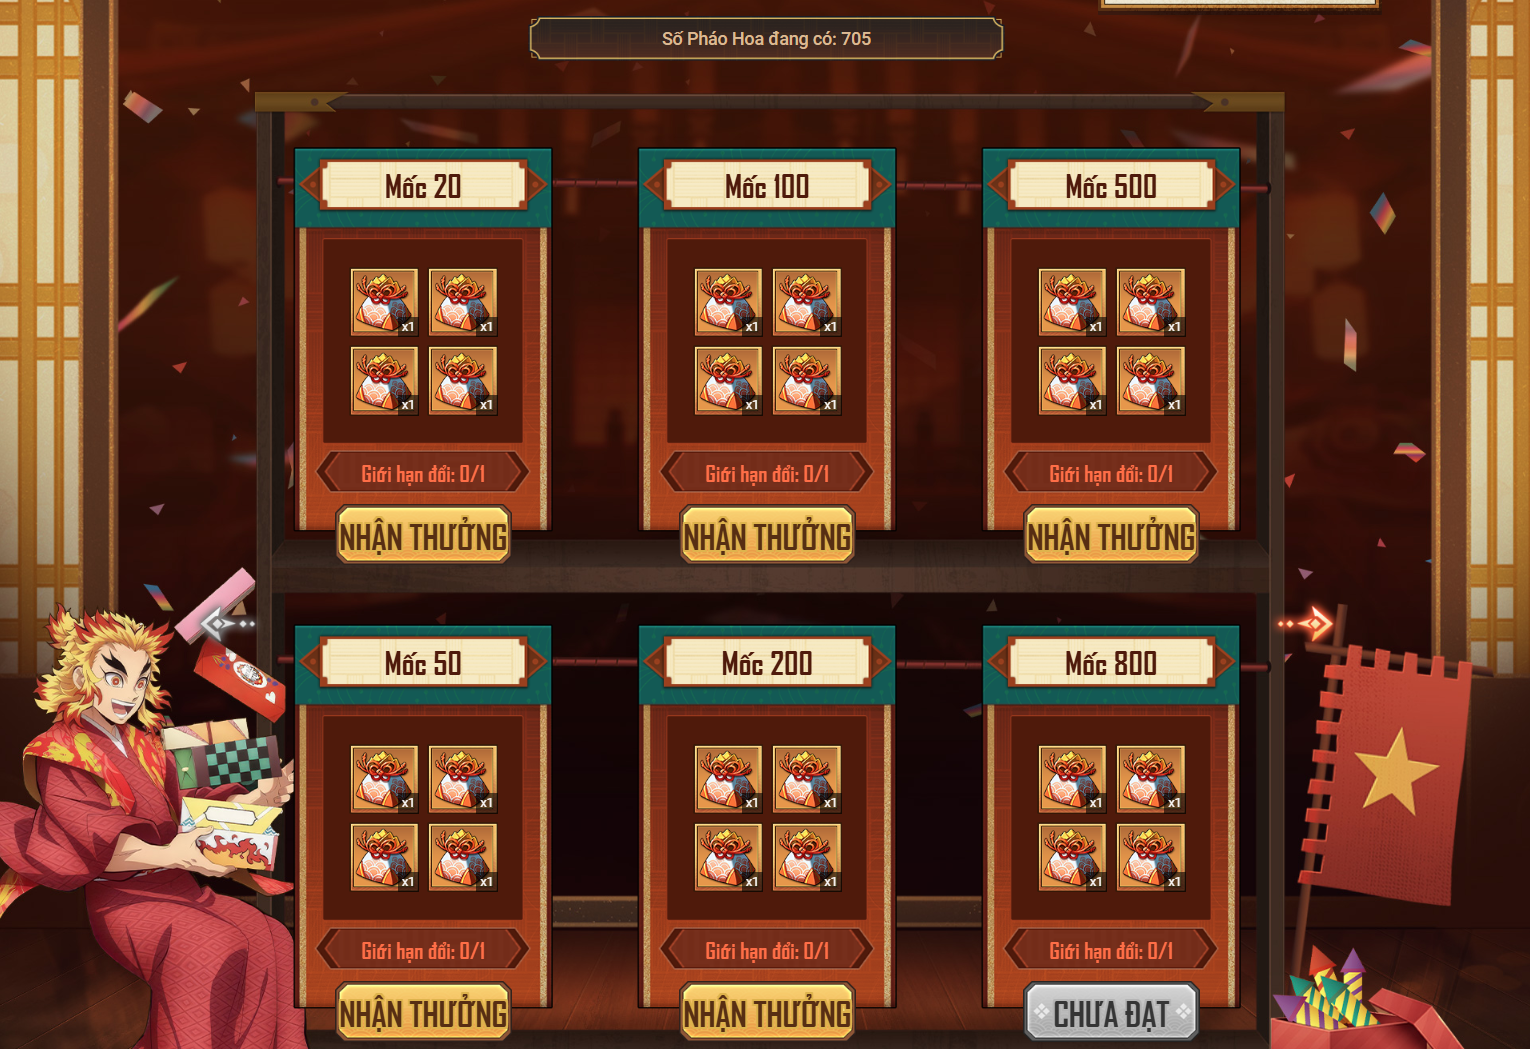 Số Pháo Hoa đang có: 705
Mốc 20
x1
x1
x1
x1
Giới hạn đổi: 0/1
NHẬN THƯỞNG
Mốc 100
x1
x1
x1
x1
Giới hạn đổi: 0/1
NHẬN THƯỞNG
Mốc 500
x1
x1
x1
x1
Giới hạn đổi: 0/1
NHẬN THƯỞNG
Mốc 50
x1
x1
x1
x1
Giới hạn đổi: 0/1
NHẬN THƯỞNG
Mốc 200
x1
x1
x1
x1
Giới hạn đổi: 0/1
NHẬN THƯỞNG
Mốc 800
x1
x1
x1
x1
Giới hạn đổi: 0/1
CHƯA ĐẠT